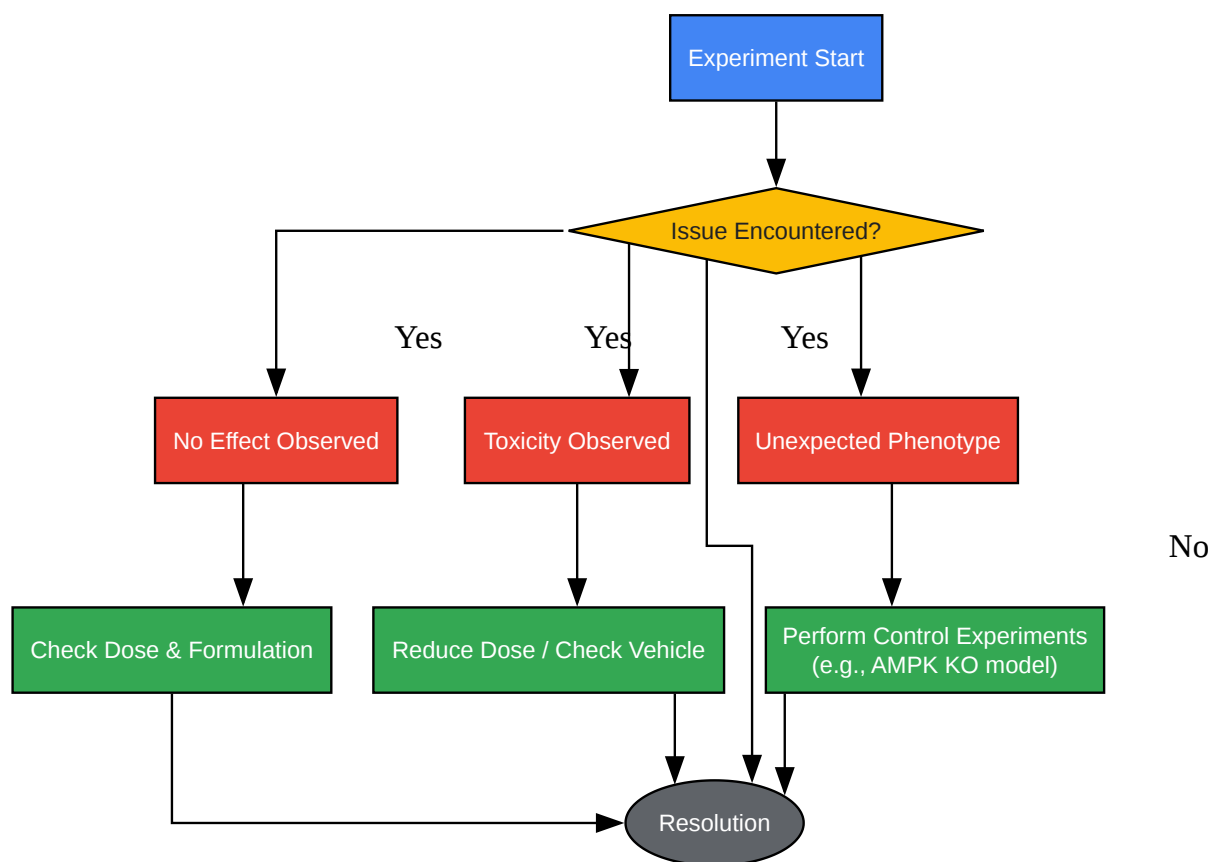 Experiment Start
Issue Encountered?
Yes
Yes
Yes
No Effect Observed
Toxicity Observed
Unexpected Phenotype
No
Check Dose & Formulation
Reduce Dose / Check Vehicle
Perform Control Experiments
(e.g., AMPK KO model)
Resolution